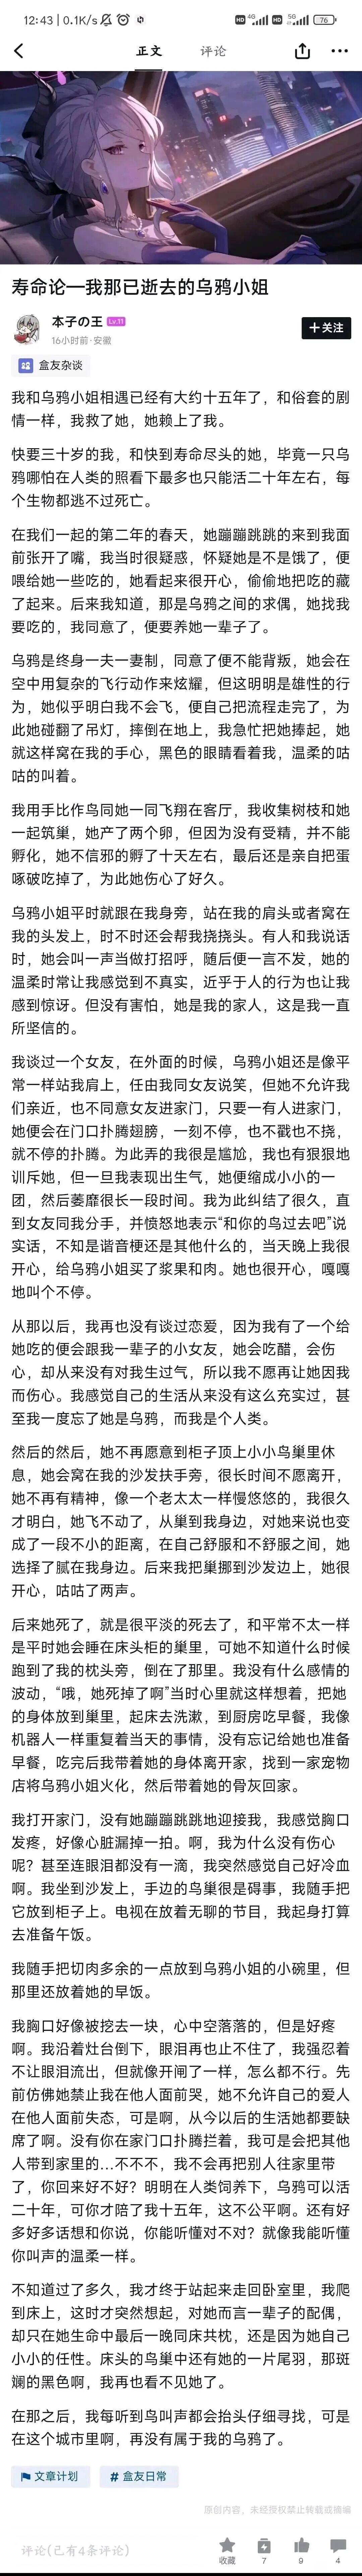 12:43 | 0.1K/s
HD 4G HD 5G 76
正文 评论
寿命论—我那已逝去的乌鸦小姐
本子の王 Lv.11
16小时前·安徽
+关注
盒友杂谈
我和乌鸦小姐相遇已经有大约十五年了，和俗套的剧
情一样，我救了她，她赖上了我。
快要三十岁的我，和快到寿命尽头的她，毕竟一只乌
鸦哪怕在人类的照看下最多也只能活二十年左右，每
个生物都逃不过死亡。
在我们一起的第二年的春天，她蹦蹦跳跳的来到我面
前张开了嘴，我当时很疑惑，怀疑她是不是饿了，便
喂给她一些吃的，她看起来很开心，偷偷地把吃的藏
了起来。后来我知道，那是乌鸦之间的求偶，她找我
要吃的，我同意了，便要养她一辈子了。
乌鸦是终身一夫一妻制，同意了便不能背叛，她会在
空中用复杂的飞行动作来炫耀，但这明明是雄性的行
为，她似乎明白我不会飞，便自己把流程走完了，为
此她碰翻了吊灯，摔倒在地上，我急忙把她捧起，她
就这样窝在我的手心，黑色的眼睛看着我，温柔的咕
咕的叫着。
我用手比作鸟同她一同飞翔在客厅，我收集树枝和她
一起筑巢，她产了两个卵，但因为没有受精，并不能
孵化，她不信邪的孵了十天左右，最后还是亲自把蛋
啄破吃掉了，为此她伤心了好久。
乌鸦小姐平时就跟在我身旁，站在我的肩头或者窝在
我的头发上，时不时还会帮我挠挠头。有人和我说话
时，她会叫一声当做打招呼，随后便一言不发，她的
温柔时常让我感觉到不真实，近乎于人的行为也让我
感到惊讶。但没有害怕，她是我的家人，这是我一直
所坚信的。
我谈过一个女友，在外面的时候，乌鸦小姐还是像平
常一样站我肩上，任由我同女友说笑，但她不允许我
们亲近，也不同意女友进家门，只要一有人进家门，
她便会在门口扑腾翅膀，一刻不停，也不戳也不挠，
就不停的扑腾。为此弄的我很是尴尬，我也有狠狠地
训斥她，但一旦我表现出生气，她便缩成小小的一
团，然后萎靡很长一段时间。我为此纠结了很久，直
到女友同我分手，并愤怒地表示“和你的鸟过去吧”说
实话，不知是谐音梗还是其他什么的，当天晚上我很
开心，给乌鸦小姐买了浆果和肉。她也很开心，嘎嘎
地叫个不停。
从那以后，我再也没有谈过恋爱，因为我有了一个给
她吃的便会跟我一辈子的小女友，她会吃醋，会伤
心，却从来没有对我生过气，所以我不愿再让她因我
而伤心。我感觉自己的生活从来没有这么充实过，甚
至我一度忘了她是乌鸦，而我是个人类。
然后的然后，她不再愿意到柜子顶上小小鸟巢里休
息，她会窝在我的沙发扶手旁，很长时间不愿离开，
她不再有精神，像一个老太太一样慢悠悠的，我很久
才明白，她飞不动了，从巢到我身边，对她来说也变
成了一段不小的距离，在自己舒服和不舒服之间，她
选择了腻在我身边。后来我把巢挪到沙发边上，她很
开心，咕咕了两声。
后来她死了，就是很平淡的死去了，和平常不太一样
是平时她会睡在床头柜的巢里，可她不知道什么时候
跑到了我的枕头旁，倒在了那里。我没有什么感情的
波动，“哦，她死掉了啊”当时心里就这样想着，把她
的身体放到巢里，起床去洗漱，到厨房吃早餐，我像
机器人一样重复着当天的事情，没有忘记给她也准备
早餐，吃完后我带着她的身体离开家，找到一家宠物
店将乌鸦小姐火化，然后带着她的骨灰回家。
我打开家门，没有她蹦蹦跳跳地迎接我，我感觉胸口
发疼，好像心脏漏掉一拍。啊，我为什么没有伤心
呢？甚至连眼泪都没有一滴，我突然感觉自己好冷血
啊。我坐到沙发上，手边的鸟巢很是碍事，我随手把
它放到柜子上。电视在放着无聊的节目，我起身打算
去准备午饭。
我随手把切肉多余的一点放到乌鸦小姐的小碗里，但
那里还放着她的早饭。
我胸口好像被挖去一块，心中空落落的，但是好疼
啊。我沿着灶台倒下，眼泪再也止不住了，我强忍着
不让眼泪流出，但就像开闸了一样，怎么都不行。先
前仿佛她禁止我在他人面前哭，她不允许自己的爱人
在他人面前失态，可是啊，从今以后的生活她都要缺
席了啊。没有你在家门口扑腾拦着，我可是会把其他
人带到家里的...不不不，我不会再把别人往家里带
了，你回来好不好？明明在人类饲养下，乌鸦可以活
二十年，可你才陪了我十五年，这不公平啊。还有好
多好多话想和你说，你能听懂对不对？就像我能听懂
你叫声的温柔一样。
不知道过了多久，我才终于站起来走回卧室里，我爬
到床上，这时才突然想起，对她而言一辈子的配偶，
却只在她生命中最后一晚同床共枕，还是因为她自己
小小的任性。床头的鸟巢中还有她的一片尾羽，那斑
斓的黑色啊，我再也看不见她了。
在那之后，我每听到鸟叫声都会抬头仔细寻找，可是
在这个城市里啊，再没有属于我的乌鸦了。
文章计划 # 盒友日常
原创内容，未经授权禁止转载或摘编
评论(已有4条评论)
收藏 7 9 4